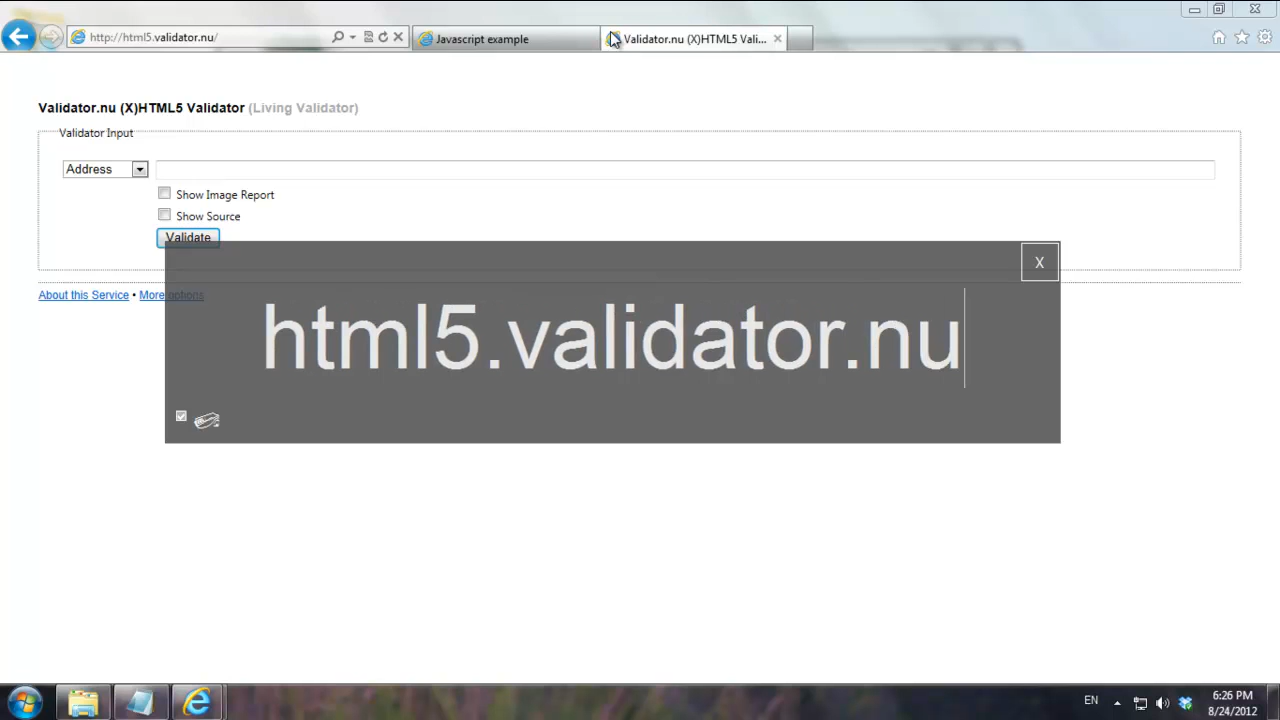 http://html5.validator.nu/
Javascript example
Validator.nu (X)HTML5 Vali...
Validator.nu (X)HTML5 Validator (Living Validator)
Validator Input
Address
Show Image Report
Show Source
Validate
X
About this Service • More options
html5.validator.nu
EN
6:26 PM
8/24/2012